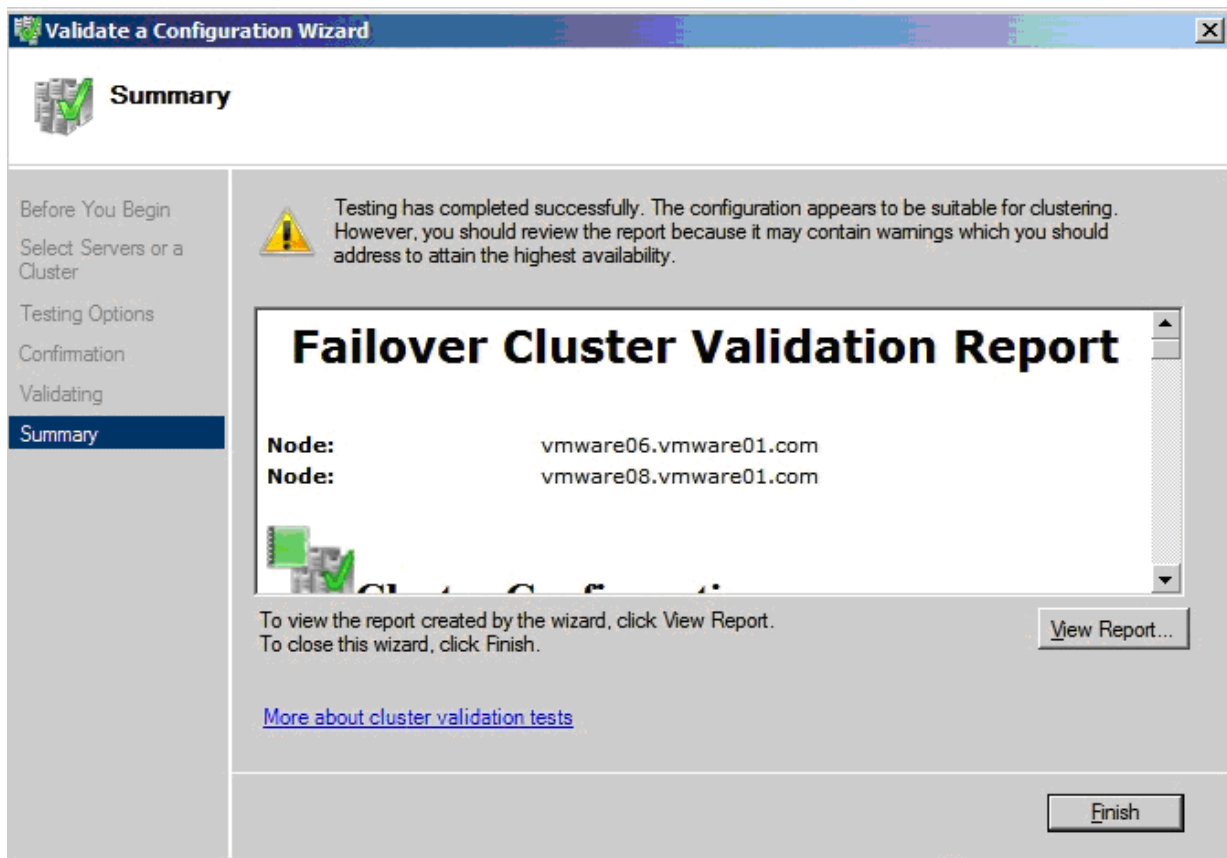 Validate a Configuration Wizard
Summary
Before You Begin
Select Servers or a
Cluster
Testing Options
Confirmation
Validating
Summary
Testing has completed successfully. The configuration appears to be suitable for clustering.
However, you should review the report because it may contain warnings which you should
address to attain the highest availability.
Failover Cluster Validation Report
Node: vmware06.vmware01.com
Node: vmware08.vmware01.com
Cluster Configuration
To view the report created by the wizard, click View Report.
To close this wizard, click Finish.
View Report...
More about cluster validation tests
Finish